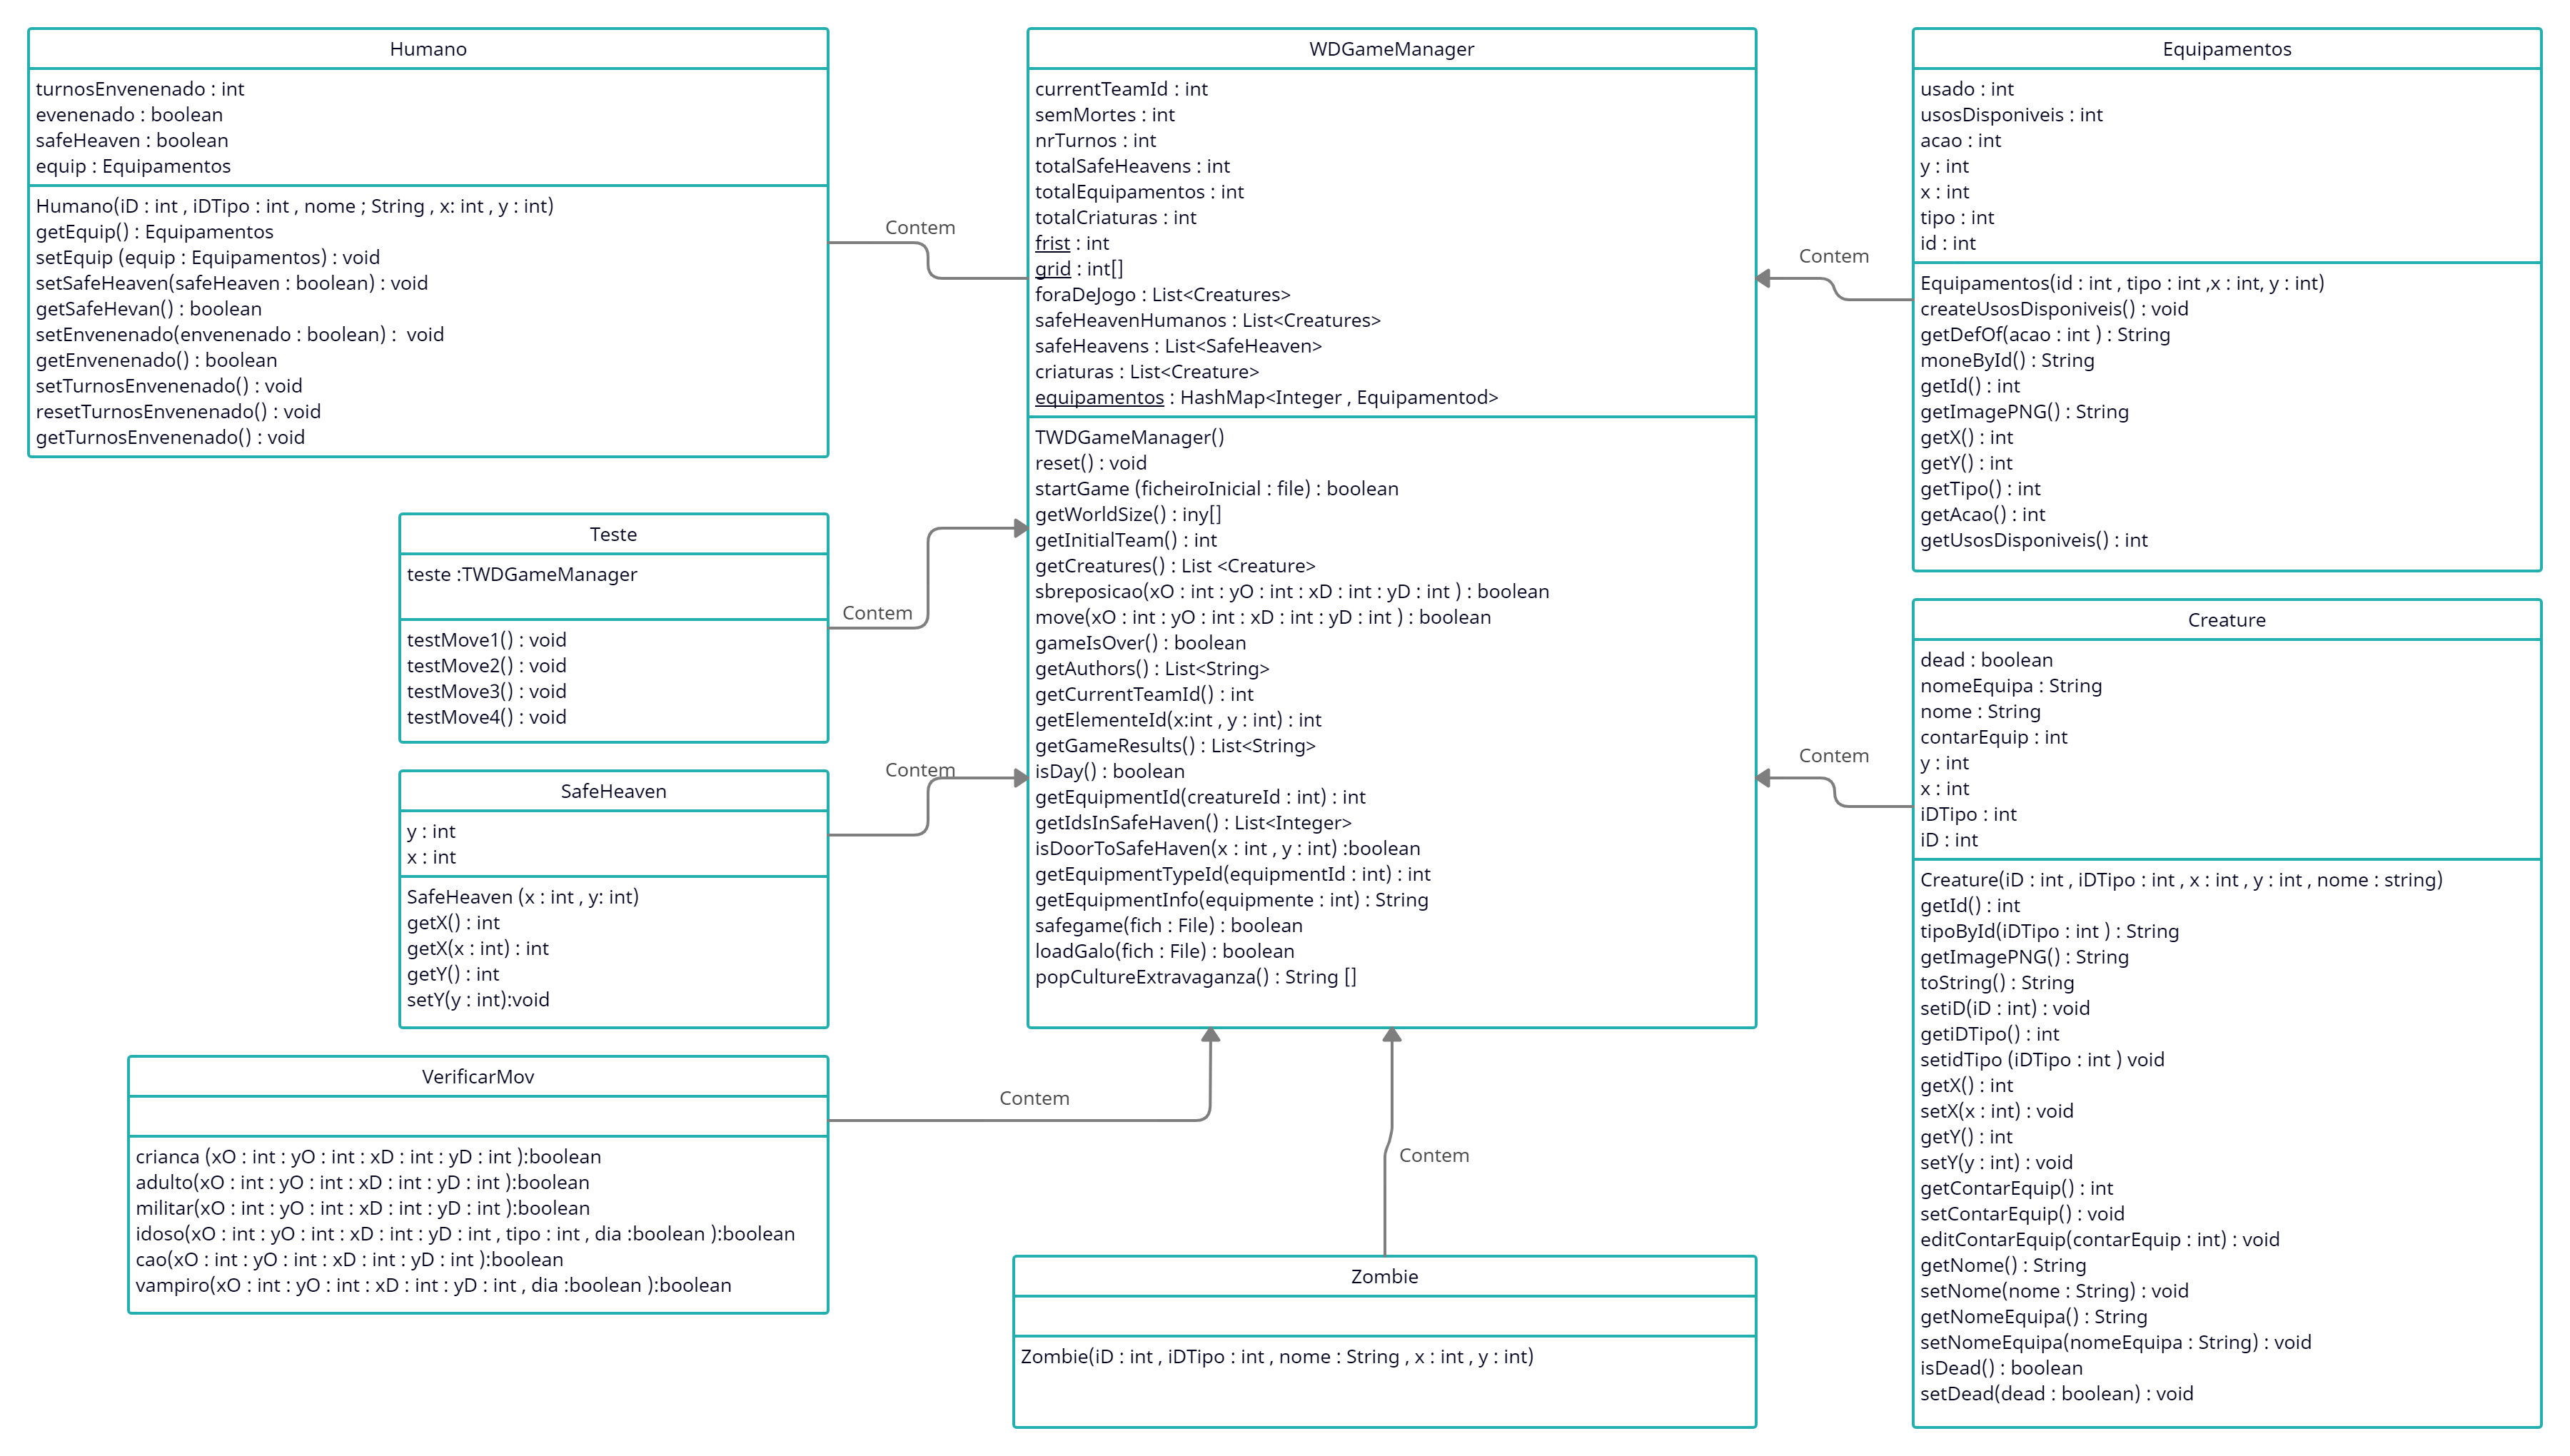 Humano
turnosEnvenenado : int
evenenado : boolean
safeHeaven : boolean
equip : Equipamentos
Humano(iD : int , iDTipo : int , nome ; String , x: int , y : int)
getEquip() : Equipamentos
setEquip (equip : Equipamentos) : void
setSafeHeaven(safeHeaven : boolean) : void
getSafeHevan() : boolean
setEnvenenado(envenenado : boolean) :  void
getEnvenenado() : boolean
setTurnosEnvenenado() : void
resetTurnosEnvenenado() : void
getTurnosEnvenenado() : void
Contem
Teste
teste :TWDGameManager
testMove1() : void
testMove2() : void
testMove3() : void
testMove4() : void
Contem
SafeHeaven
y : int
x : int
SafeHeaven (x : int , y: int)
getX() : int
getX(x : int) : int
getY() : int
setY(y : int):void
Contem
VerificarMov
crianca (xO : int : yO : int : xD : int : yD : int ):boolean
adulto(xO : int : yO : int : xD : int : yD : int ):boolean
militar(xO : int : yO : int : xD : int : yD : int ):boolean
idoso(xO : int : yO : int : xD : int : yD : int , tipo : int , dia :boolean ):boolean
cao(xO : int : yO : int : xD : int : yD : int ):boolean
vampiro(xO : int : yO : int : xD : int : yD : int , dia :boolean ):boolean
Contem
WDGameManager
currentTeamId : int
semMortes : int
nrTurnos : int
totalSafeHeavens : int
totalEquipamentos : int
totalCriaturas : int
frist : int
grid : int[]
foraDeJogo : List<Creatures>
safeHeavenHumanos : List<Creatures>
safeHeavens : List<SafeHeaven>
criaturas : List<Creature>
equipamentos : HashMap<Integer , Equipamentod>
TWDGameManager()
reset() : void
startGame (ficheiroInicial : file) : boolean
getWorldSize() : iny[]
getInitialTeam() : int
getCreatures() : List <Creature>
sbreposicao(xO : int : yO : int : xD : int : yD : int ) : boolean
move(xO : int : yO : int : xD : int : yD : int ) : boolean
gameIsOver() : boolean
getAuthors() : List<String>
getCurrentTeamId() : int
getElementeId(x:int , y : int) : int
getGameResults() : List<String>
isDay() : boolean
getEquipmentId(creatureId : int) : int
getIdsInSafeHaven() : List<Integer>
isDoorToSafeHaven(x : int , y : int) :boolean
getEquipmentTypeId(equipmentId : int) : int
getEquipmentInfo(equipmente : int) : String
safegame(fich : File) : boolean
loadGalo(fich : File) : boolean
popCultureExtravaganza() : String []
Contem
Zombie
Zombie(iD : int , iDTipo : int , nome : String , x : int , y : int)
Contem
Equipamentos
usado : int
usosDisponiveis : int
acao : int
y : int
x : int
tipo : int
id : int
Equipamentos(id : int , tipo : int ,x : int, y : int)
createUsosDisponiveis() : void
getDefOf(acao : int ) : String
moneById() : String
getId() : int
getImagePNG() : String
getX() : int
getY() : int
getTipo() : int
getAcao() : int
getUsosDisponiveis() : int
Contem
Creature
dead : boolean
nomeEquipa : String
nome : String
contarEquip : int
y : int
x : int
iDTipo : int
iD : int
Creature(iD : int , iDTipo : int , x : int , y : int , nome : string)
getId() : int
tipoById(iDTipo : int ) : String
getImagePNG() : String
toString() : String
setiD(iD : int) : void
getiDTipo() : int
setidTipo (iDTipo : int ) void
getX() : int
setX(x : int) : void
getY() : int
setY(y : int) : void
getContarEquip() : int
setContarEquip() : void
editContarEquip(contarEquip : int) : void
getNome() : String
setNome(nome : String) : void
getNomeEquipa() : String
setNomeEquipa(nomeEquipa : String) : void
isDead() : boolean
setDead(dead : boolean) : void